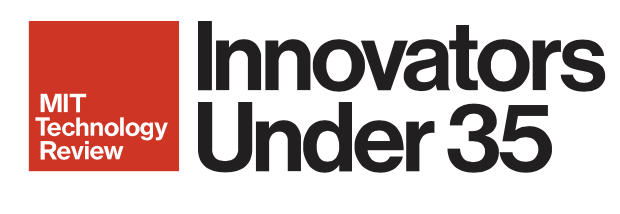 MIT
Technology
Review
Innovators
Under 35